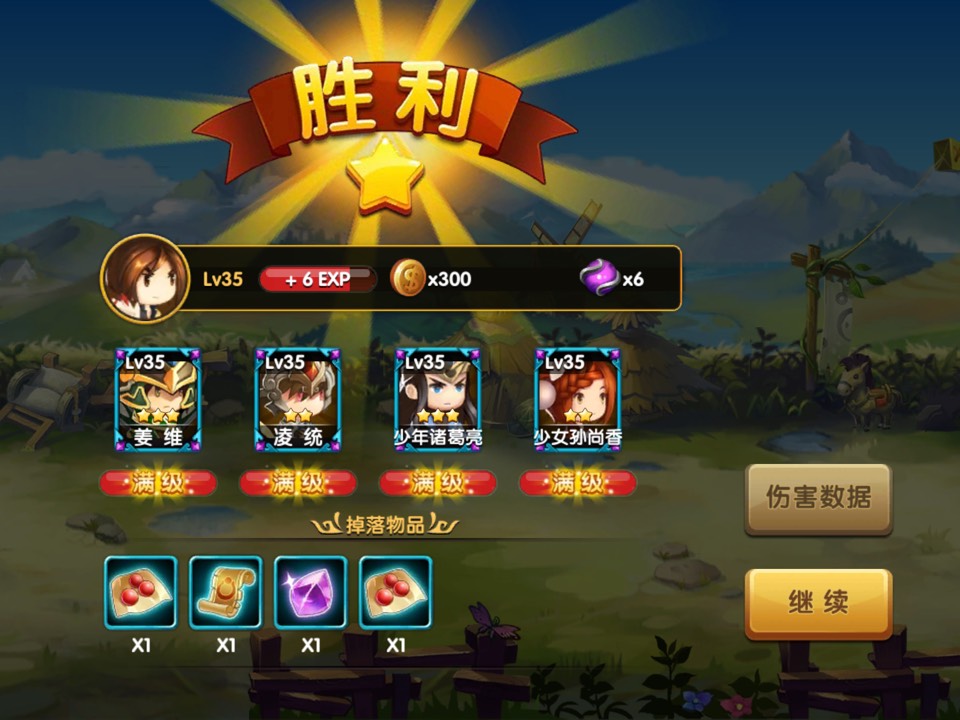 胜利
Lv35 + 6 EXP x300 x6
Lv35 Lv35 Lv35 Lv35
姜维 凌统 少年诸葛亮 少女孙尚香
满级 满级 满级 满级
伤害数据
掉落物品
继续
X1 X1 X1 X1